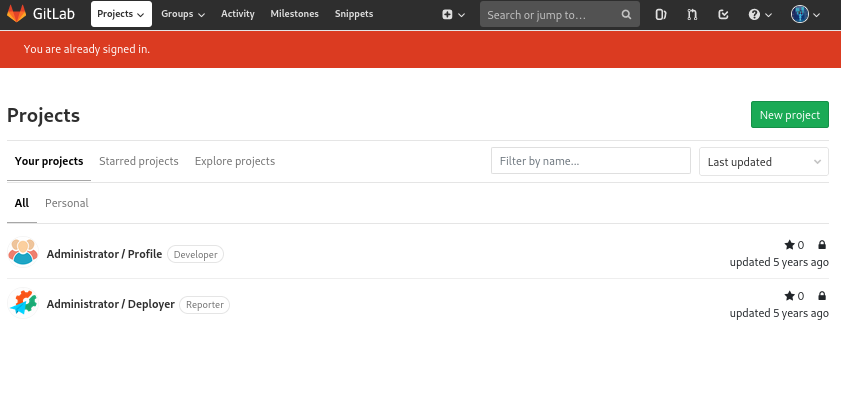 GitLab Projects Groups Activity Milestones Snippets Search or jump to...
You are already signed in.
Projects New project
Your projects Starred projects Explore projects Filter by name... Last updated
All Personal
Administrator / Profile Developer 0
updated 5 years ago
Administrator / Deployer Reporter 0
updated 5 years ago